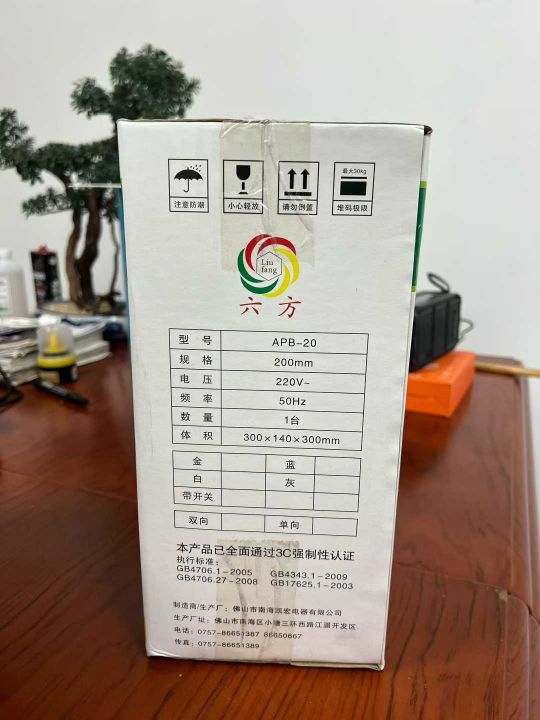 注意防潮 小心轻放 请勿倒置 最大30kg 堆码极限
Liu
fang
六方
型号 APB-20
规格 200mm
电压 220V~
频率 50Hz
数量 1台
体积 300×140×300mm
金 蓝
白 灰
带开关
双向 单向
本产品已全面通过3C强制性认证
执行标准:
GB4706.1-2005 GB4343.1-2009
GB4706.27-2008 GB17625.1-2003
制造商/生产厂: 佛山市南海凯宏电器有限公司
生产厂址: 佛山市南海区小塘三环西路江涌开发区
电话: 0757-86651387 86650667
传真: 0757-86651389